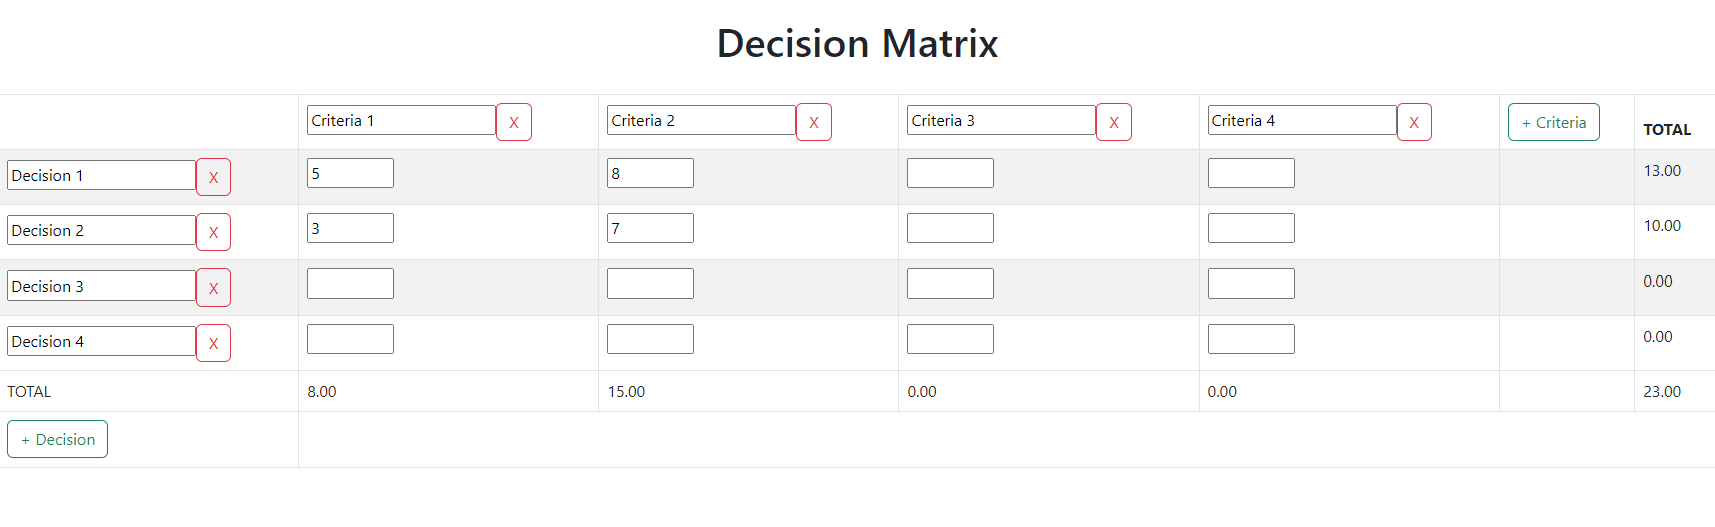 Decision Matrix
Criteria 1 X Criteria 2 X Criteria 3 X Criteria 4 X + Criteria TOTAL
Decision 1 X 5 8 13.00
Decision 2 X 3 7 10.00
Decision 3 X 0.00
Decision 4 X 0.00
TOTAL 8.00 15.00 0.00 0.00 23.00
+ Decision